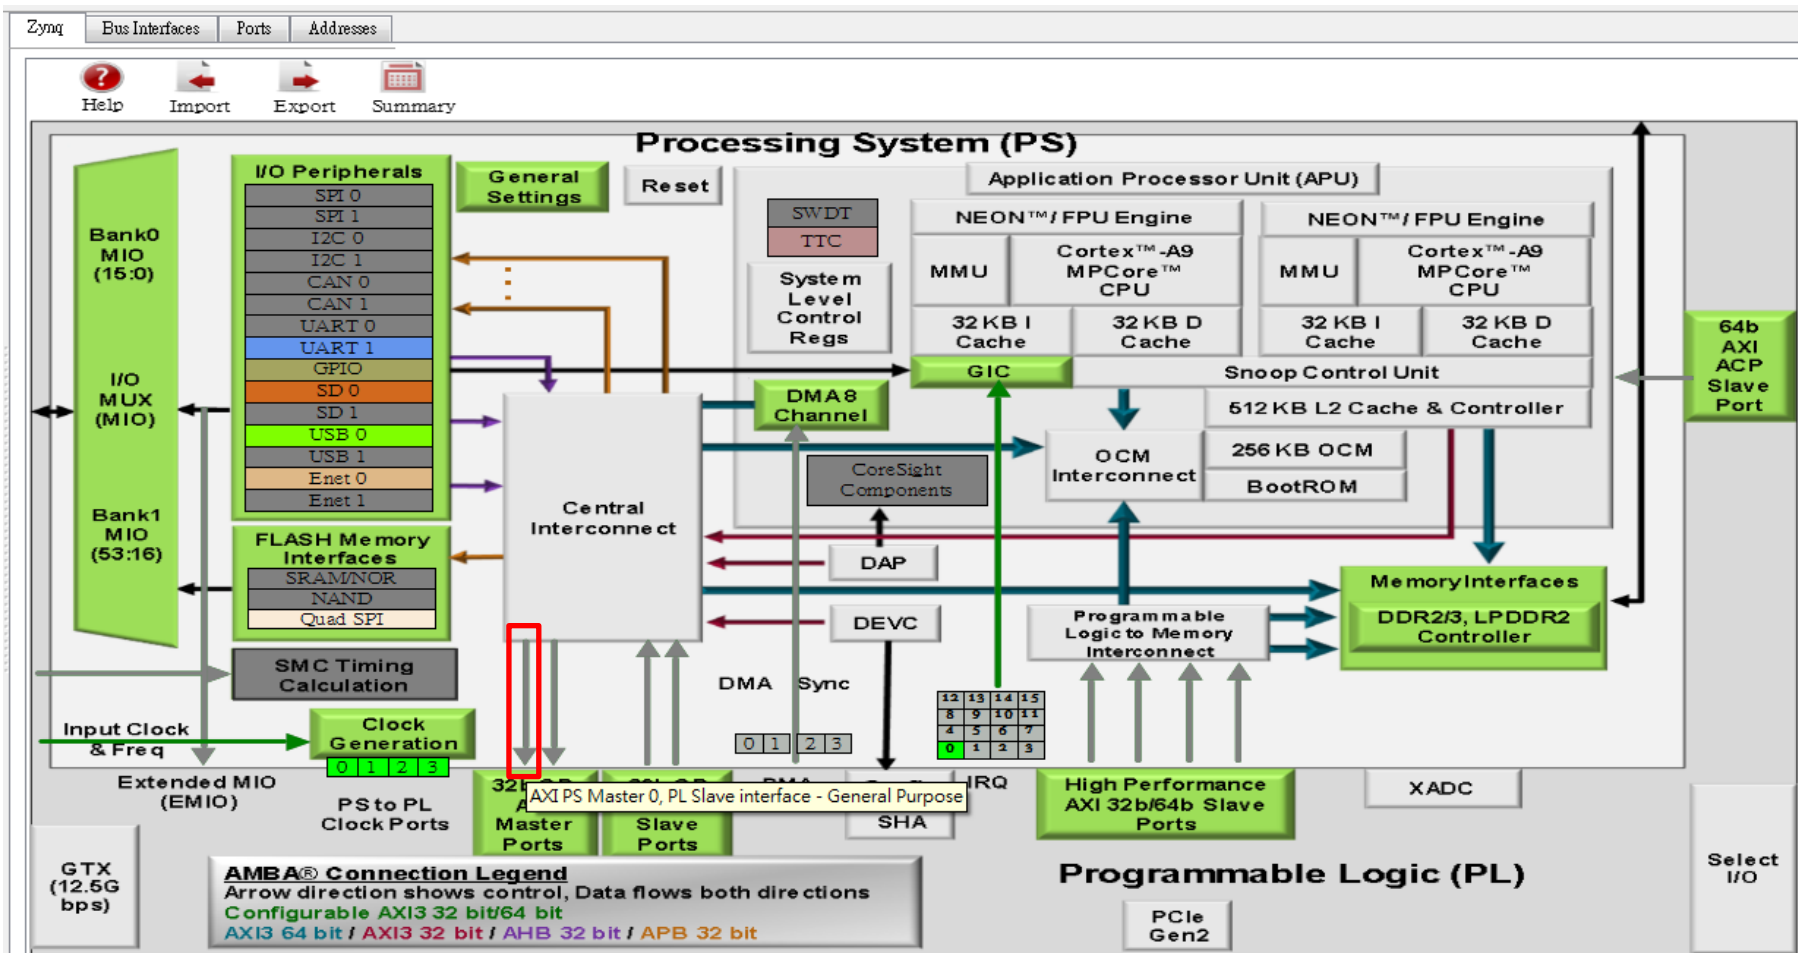 Zynq
Bus Interfaces
Ports
Addresses
Help
Import
Export
Summary
Processing System (PS)
Bank0
MIO
(15:0)
I/O
MUX
(MIO)
Bank1
MIO
(53:16)
I/O Peripherals
SPI 0
SPI 1
I2C 0
I2C 1
CAN 0
CAN 1
UART 0
UART 1
GPIO
SD 0
SD 1
USB 0
USB 1
Enet 0
Enet 1
FLASH Memory
Interfaces
SRAM/NOR
NAND
Quad SPI
SMC Timing
Calculation
Input Clock
& Freq
Clock
Generation
0 1 2 3
Extended MIO
(EMIO)
PS to PL
Clock Ports
General
Settings
Reset
Central
Interconnect
Application Processor Unit (APU)
SWDT
TTC
System
Level
Control
Regs
NEON™/ FPU Engine
MMU
Cortex™-A9
MPCore™
CPU
32 KB I
Cache
32 KB D
Cache
NEON™/ FPU Engine
MMU
Cortex™-A9
MPCore™
CPU
32 KB I
Cache
32 KB D
Cache
GIC
Snoop Control Unit
DMA 8
Channel
512 KB L2 Cache & Controller
OCM
Interconnect
256 KB OCM
BootROM
CoreSight
Components
DAP
DEVC
Programmable
Logic to Memory
Interconnect
Memory Interfaces
DDR2/3, LPDDR2
Controller
64b
AXI
ACP
Slave
Port
DMA Sync
0 1 2 3
12 13 14 15
8 9 10 11
4 5 6 7
0 1 2 3
IRQ
AXI PS Master 0, PL Slave interface - General Purpose
Master
Ports
Slave
Ports
SHA
High Performance
AXI 32b/64b Slave
Ports
XADC
GTX
(12.5G
bps)
AMBA® Connection Legend
Arrow direction shows control, Data flows both directions
Configurable AXI3 32 bit/64 bit
AXI3 64 bit / AXI3 32 bit / AHB 32 bit / APB 32 bit
Programmable Logic (PL)
PCIe
Gen2
Select
I/O